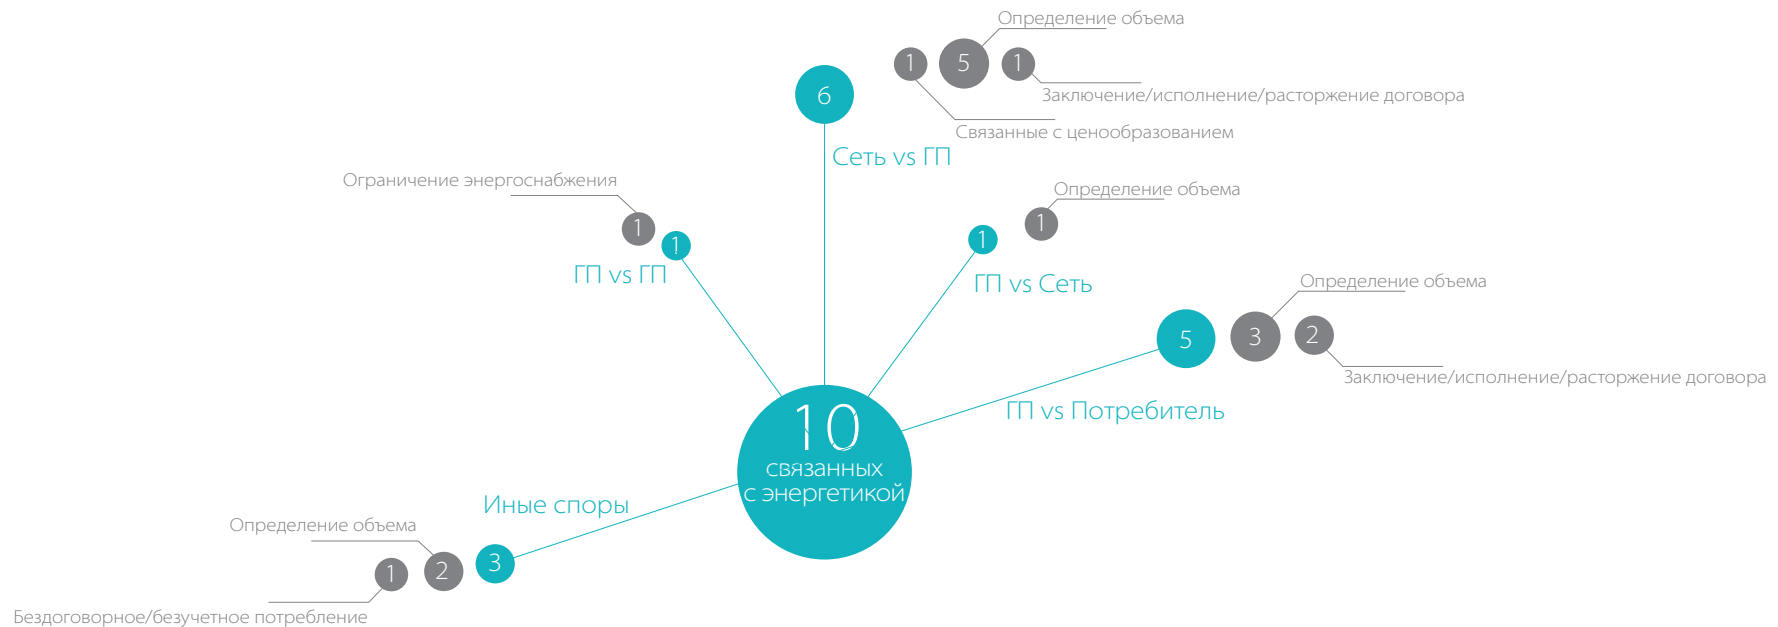 Определение объема
1
5
1
6
Заключение/исполнение/расторжение договора
Связанные с ценообразованием
Сеть vs ГП
Ограничение энергоснабжения
1
1
ГП vs ГП
Определение объема
1
1
ГП vs Сеть
Определение объема
5
3
2
Заключение/исполнение/расторжение договора
ГП vs Потребитель
10
связанных
с энергетикой
Иные споры
Определение объема
1
2
3
Бездоговорное/безучетное потребление